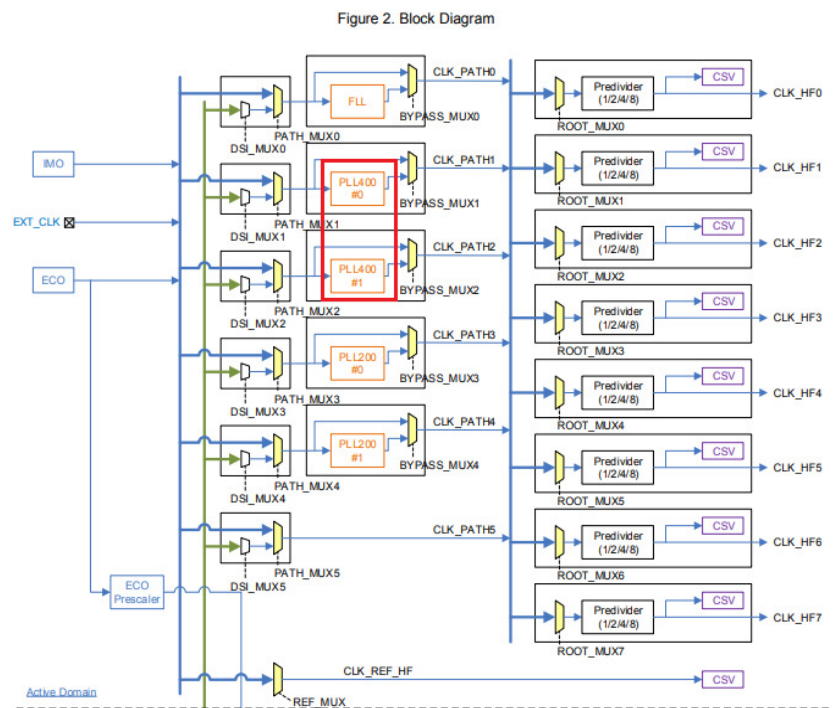 Figure 2. Block Diagram
CLK_PATH0
CSV
FLL
Predivider
(1/2/4/8)
CLK_HF0
BYPASS_MUX0
PATH_MUX0
ROOT_MUX0
DSI_MUX0
IMO
CLK_PATH1
CSV
PLL400
#0
Predivider
(1/2/4/8)
CLK_HF1
BYPASS_MUX1
PATH_MUX1
ROOT_MUX1
EXT_CLK
DSI_MUX1
CLK_PATH2
CSV
ECO
PLL400
#1
Predivider
(1/2/4/8)
CLK_HF2
BYPASS_MUX2
PATH_MUX2
ROOT_MUX2
DSI_MUX2
CLK_PATH3
CSV
PLL200
#0
Predivider
(1/2/4/8)
CLK_HF3
BYPASS_MUX3
PATH_MUX3
ROOT_MUX3
DSI_MUX3
CLK_PATH4
CSV
PLL200
#1
Predivider
(1/2/4/8)
CLK_HF4
BYPASS_MUX4
PATH_MUX4
ROOT_MUX4
DSI_MUX4
CSV
Predivider
(1/2/4/8)
CLK_HF5
ROOT_MUX5
CLK_PATH5
CSV
Predivider
(1/2/4/8)
CLK_HF6
PATH_MUX5
ROOT_MUX6
DSI_MUX5
ECO
Prescaler
CSV
Predivider
(1/2/4/8)
CLK_HF7
ROOT_MUX7
CLK_REF_HF
CSV
Active Domain
REF_MUX